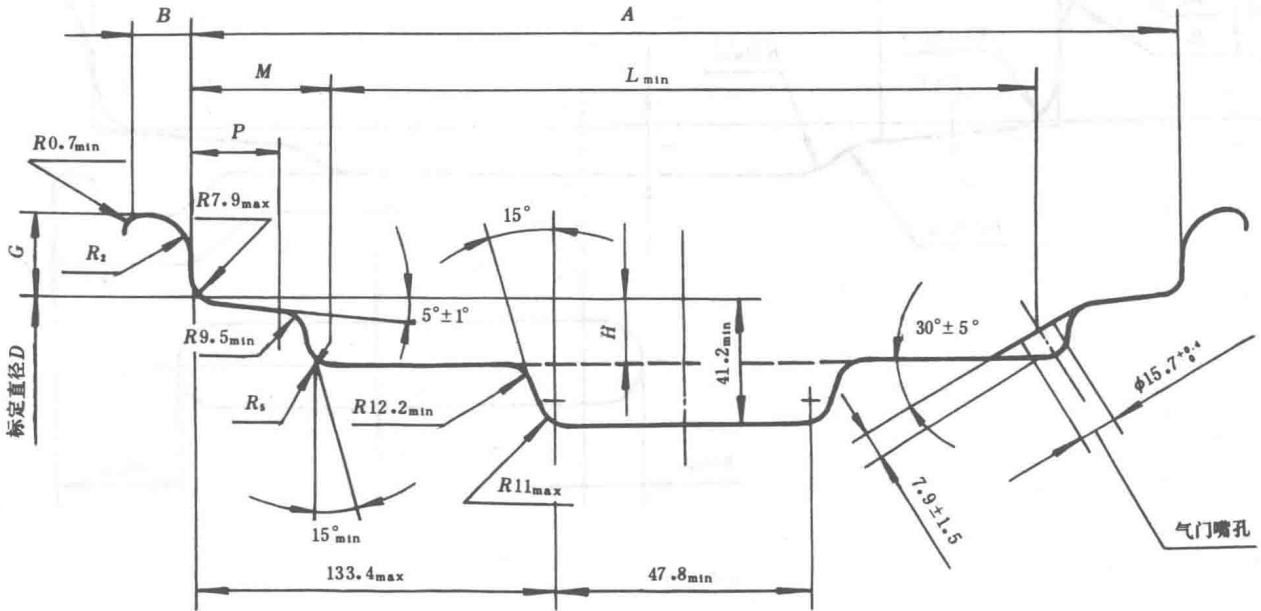 B
A
M
L min
P
R0.7min
R7.9max
15°
G
R₂
5°±1°
H
41.2min
30°±5°
φ15.7 +0.4 0
R9.5min
标定直径D
R₅
R12.2min
R11max
7.9±1.5
15°min
气门嘴孔
133.4max
47.8min